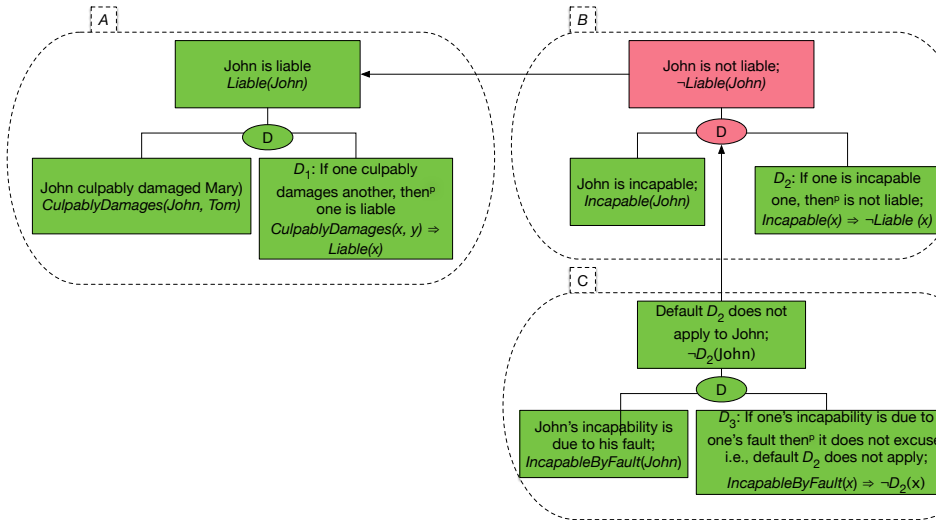 A
John is liable
Liable(John)
D
John culpably damaged Mary)
CulpablyDamages(John, Tom)
D1: If one culpably
damages another, thenᵖ
one is liable
CulpablyDamages(x, y) ⇒
Liable(x)
B
John is not liable;
¬Liable(John)
D
John is incapable;
Incapable(John)
D2: If one is incapable
one, thenᵖ is not liable;
Incapable(x) ⇒ ¬Liable (x)
C
Default D2 does not
apply to John;
¬D2(John)
D
John's incapability is
due to his fault;
IncapableByFault(John)
D3: If one's incapability is due to
one's fault thenᵖ it does not excuse
i.e., default D2 does not apply;
IncapableByFault(x) ⇒ ¬D2(x)